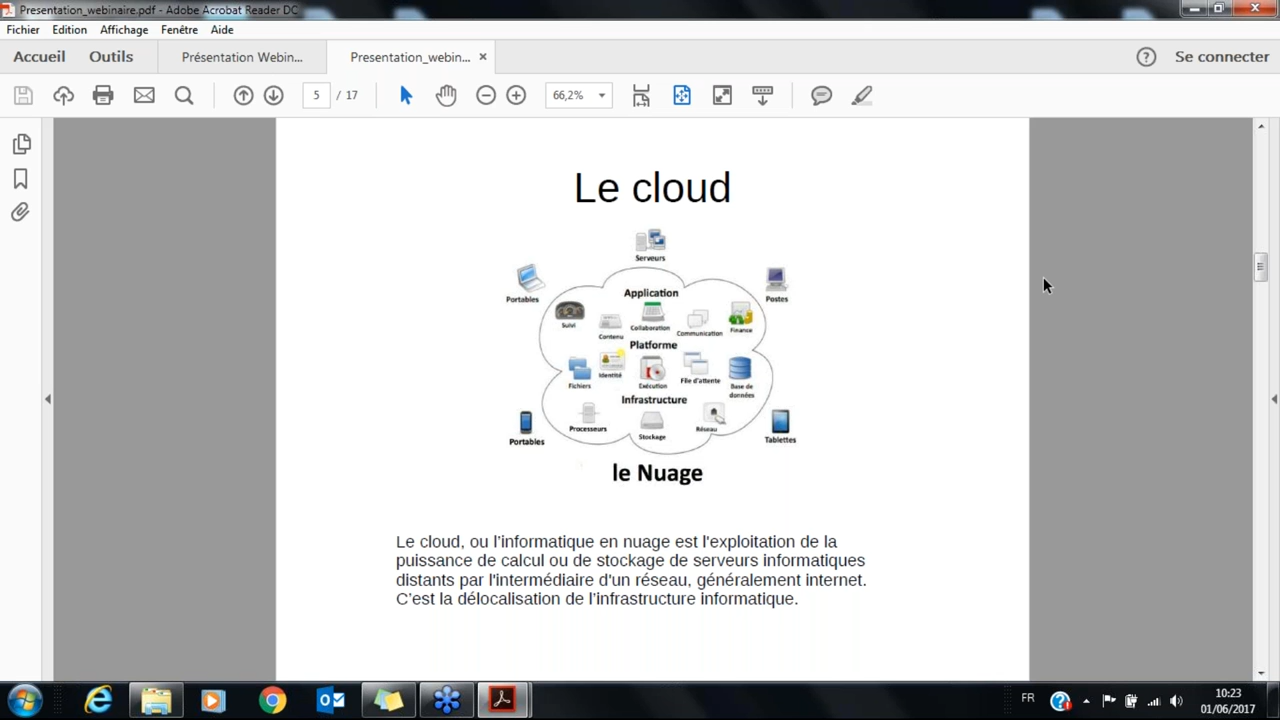 Presentation_webinaire.pdf - Adobe Acrobat Reader DC
Fichier Edition Affichage Fenêtre Aide
Accueil Outils Présentation Webin... Presentation_webin... × Se connecter
5 / 17 66,2%
Le cloud
Serveurs
Portables
Postes
Application
Suivi
Contenu
Collaboration
Communication
Finance
Platforme
Fichiers
Identité
Exécution
File d'attente
Base de
données
Infrastructure
Processeurs
Stockage
Réseau
Portables
Tablettes
le Nuage
Le cloud, ou l’informatique en nuage est l'exploitation de la
puissance de calcul ou de stockage de serveurs informatiques
distants par l'intermédiaire d'un réseau, généralement internet.
C’est la délocalisation de l’infrastructure informatique.
FR 10:23
01/06/2017